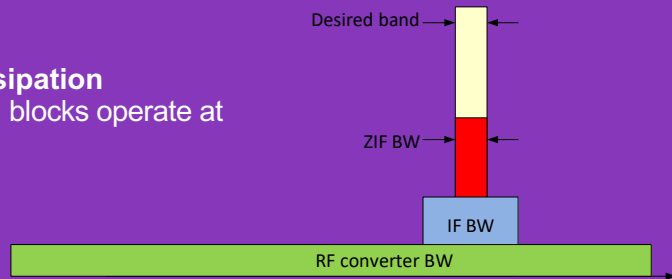 Desired band
sipation
blocks operate at
ZIF BW
IF BW
RF converter BW